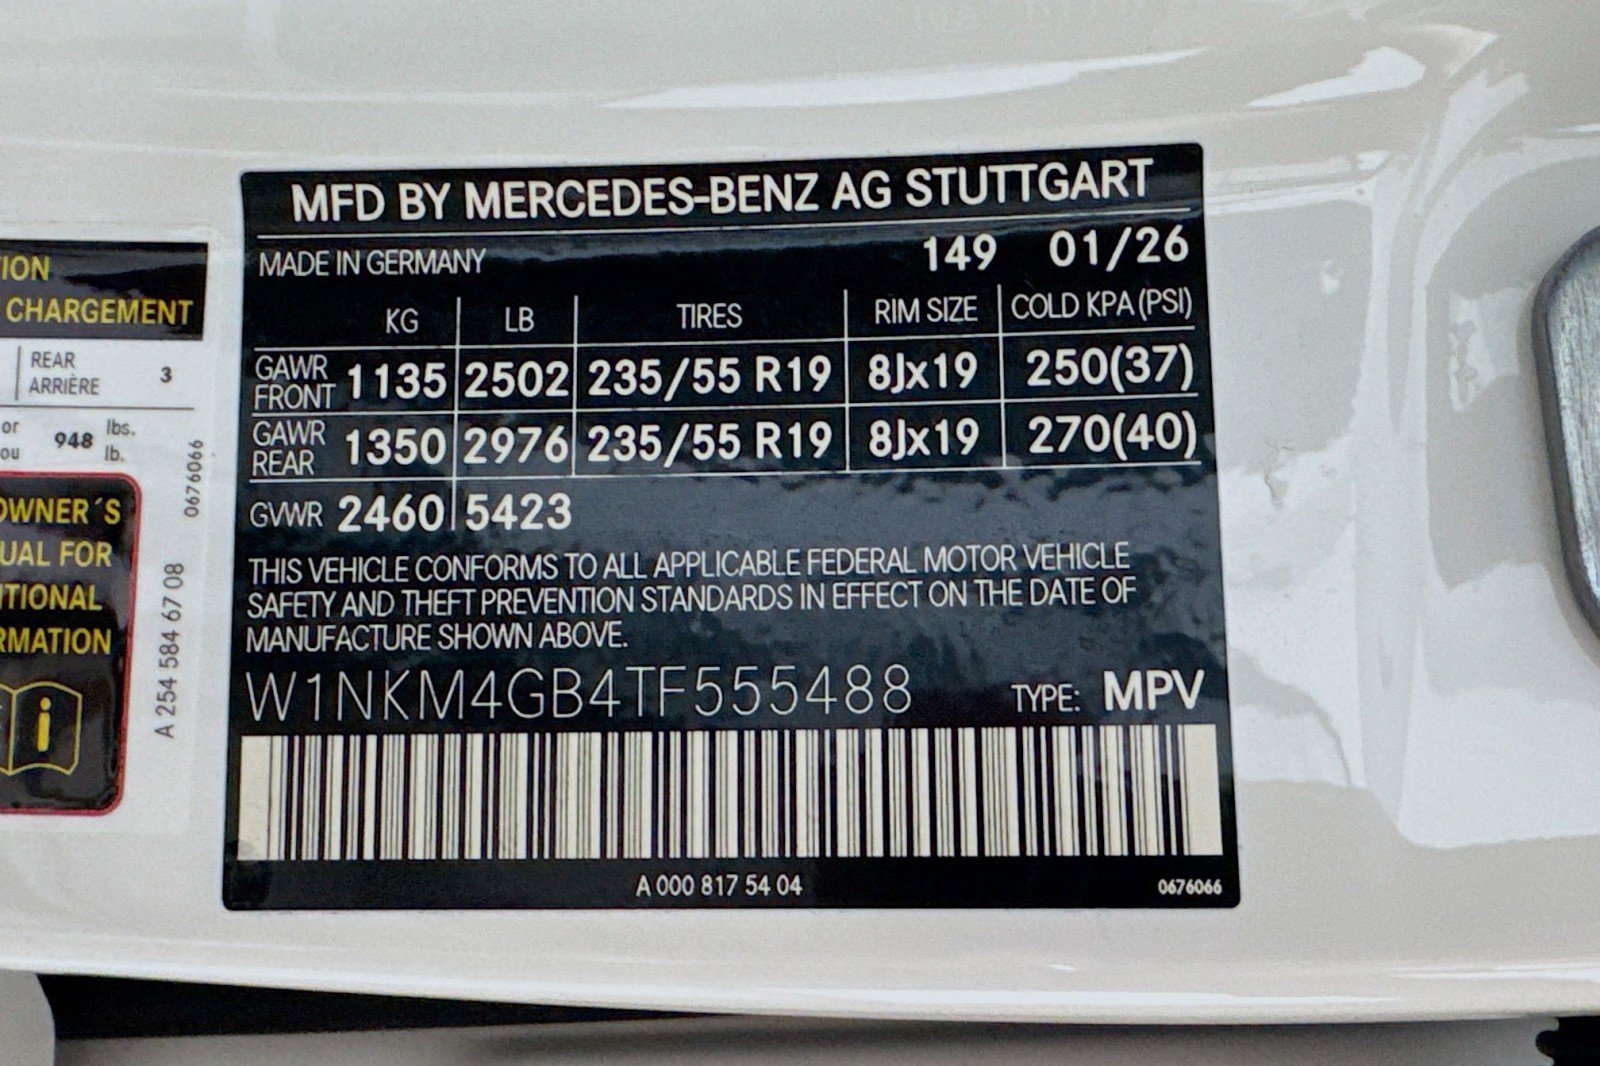 ION
CHARGEMENT
REAR
ARRIÈRE 3
or
ou 948 lbs.
lb.
OWNER´S
UAL FOR
ITIONAL
RMATION
i
0676066
A 254 584 67 08
MFD BY MERCEDES-BENZ AG STUTTGART
MADE IN GERMANY 149 01/26
KG LB TIRES RIM SIZE COLD KPA (PSI)
GAWR
FRONT 1135 2502 235/55 R19 8Jx19 250(37)
GAWR
REAR 1350 2976 235/55 R19 8Jx19 270(40)
GVWR 2460 5423
THIS VEHICLE CONFORMS TO ALL APPLICABLE FEDERAL MOTOR VEHICLE
SAFETY AND THEFT PREVENTION STANDARDS IN EFFECT ON THE DATE OF
MANUFACTURE SHOWN ABOVE.
W1NKM4GB4TF555488 TYPE: MPV
A 000 817 54 04 0676066